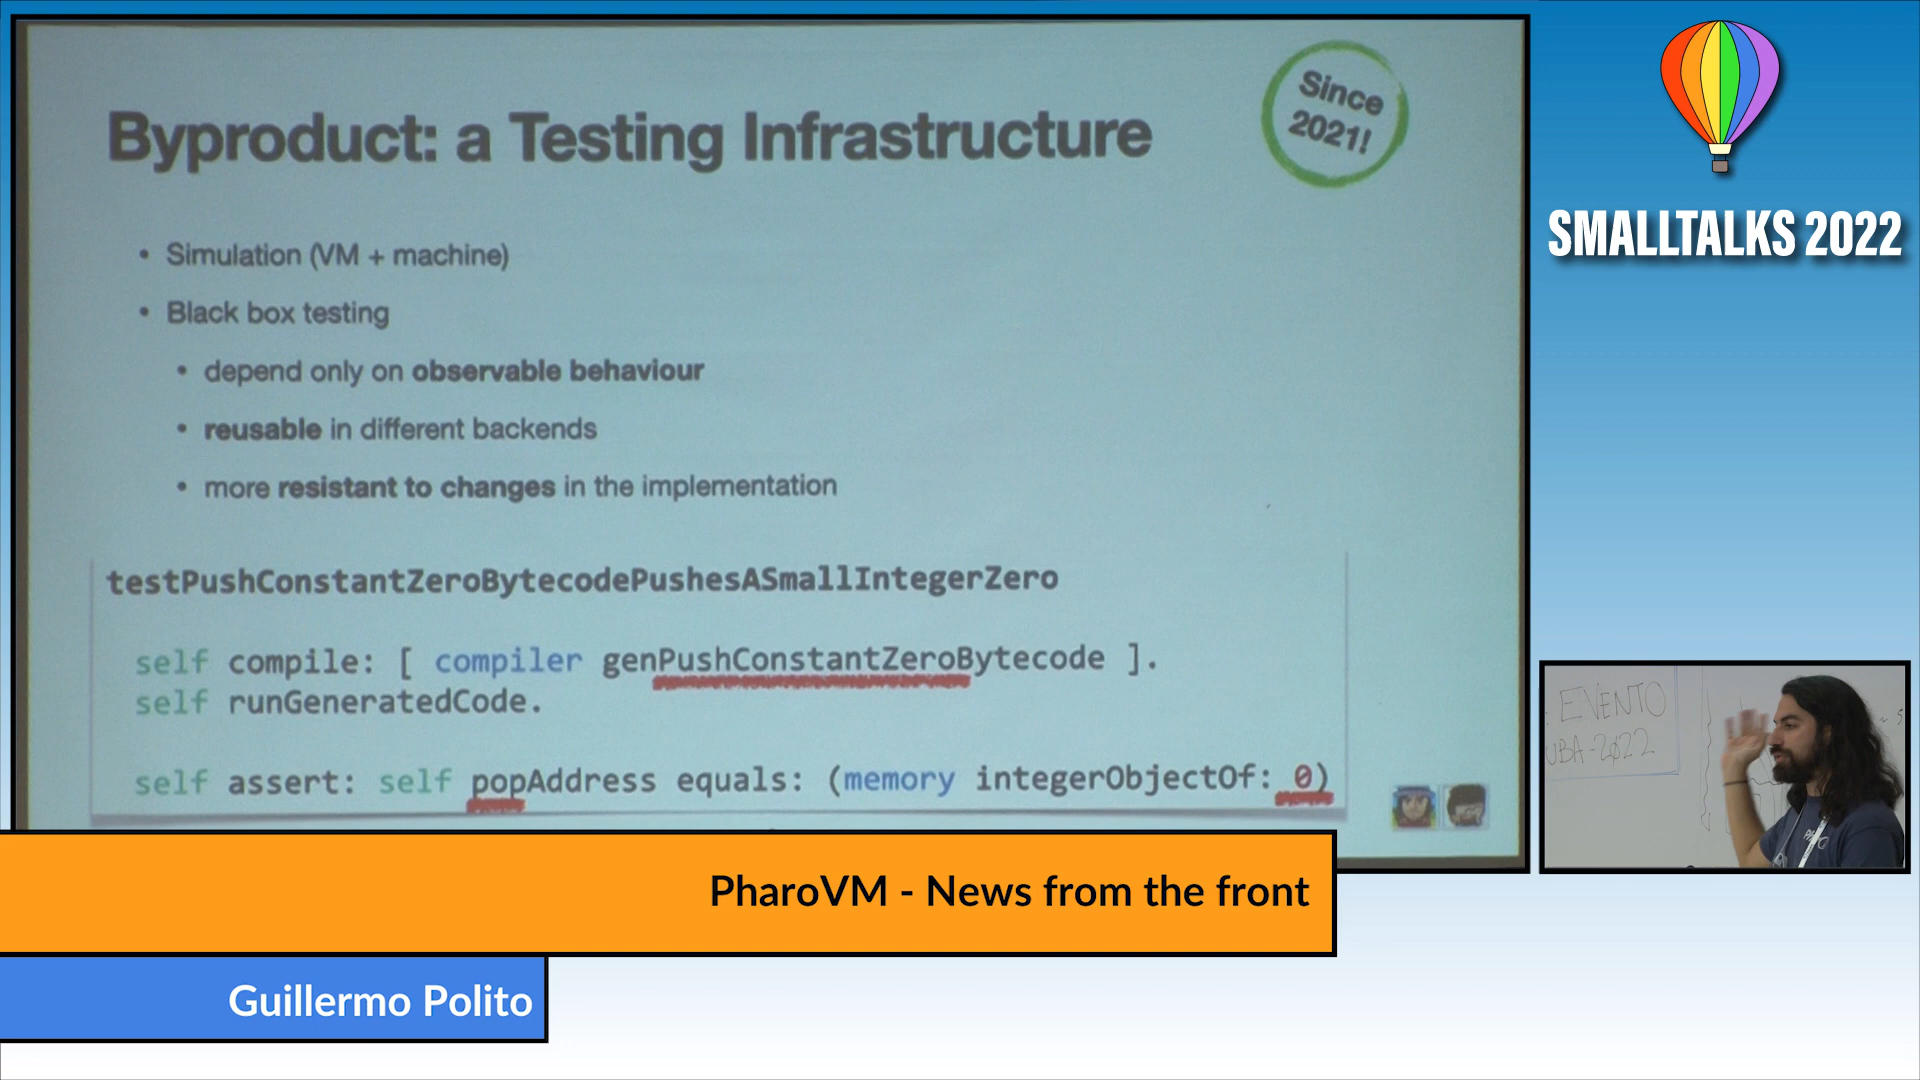 Byproduct: a Testing Infrastructure
Since
2021!
• Simulation (VM + machine)
• Black box testing
• depend only on observable behaviour
• reusable in different backends
• more resistant to changes in the implementation
testPushConstantZeroBytecodePushesASmallIntegerZero
self compile: [ compiler genPushConstantZeroBytecode ].
self runGeneratedCode.
self assert: self popAddress equals: (memory integerObjectOf: 0)
SMALLTALKS 2022
EVENTO
UBA-2022
PharoVM - News from the front
Guillermo Polito